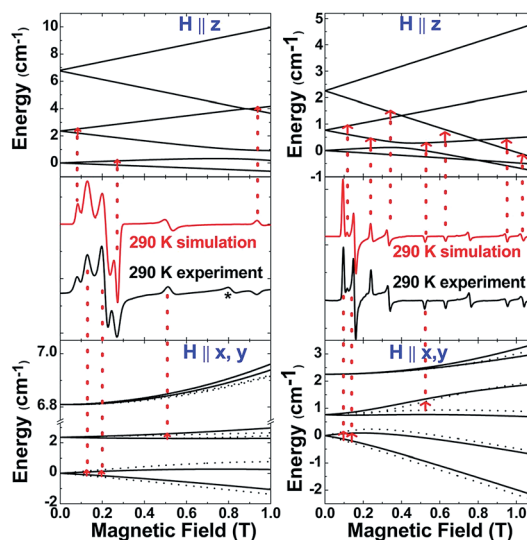 H || z
H || z
Energy (cm-1)
10
8
6
4
2
0
Energy (cm-1)
5
4
3
2
1
0
-1
290 K simulation
290 K experiment
*
290 K simulation
290 K experiment
H || x, y
H || x,y
Energy (cm-1)
7.0
6.8
2
0
-2
Energy (cm-1)
3
2
1
0
-1
-2
0.0 0.2 0.4 0.6 0.8 1.0
0.0 0.2 0.4 0.6 0.8 1.0
Magnetic Field (T)
Magnetic Field (T)